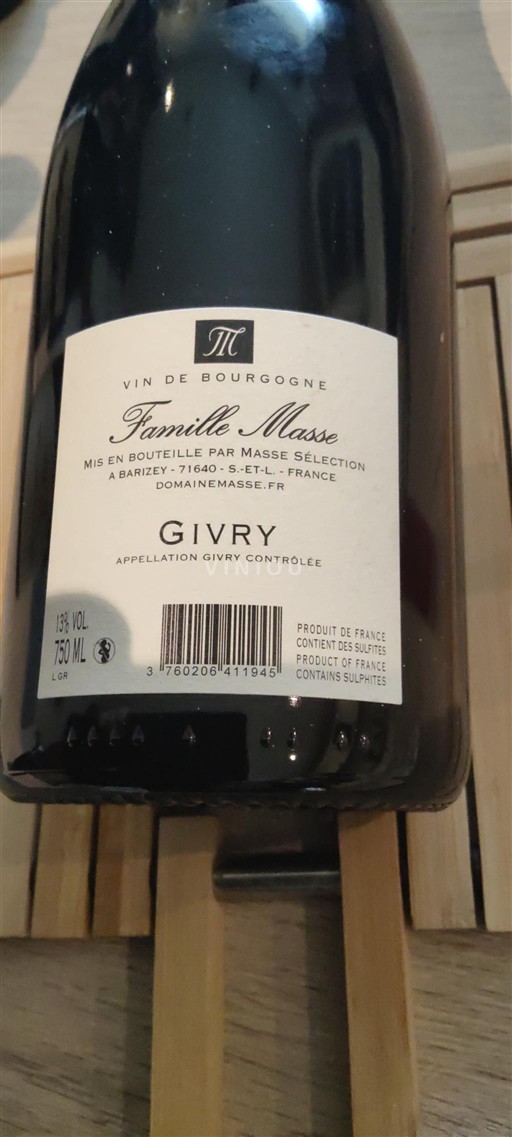 M
VIN DE BOURGOGNE
Famille Masse
MIS EN BOUTEILLE PAR MASSE SÉLECTION
A BARIZEY - 71640 - S.-ET-L. - FRANCE
DOMAINEMASSE.FR
GIVRY
APPELLATION GIVRY CONTRÔLÉE
VINIOU
13% VOL.
750 ML
L GR
3 760206 411945
PRODUIT DE FRANCE
CONTIENT DES SULFITES
PRODUCT OF FRANCE
CONTAINS SULPHITES